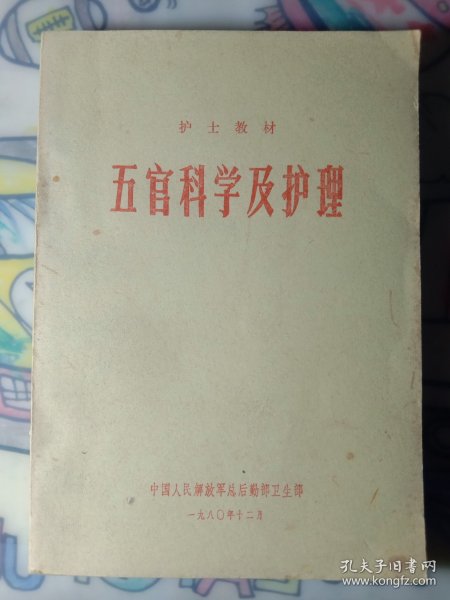 护士教材
五官科学及护理
中国人民解放军总后勤部卫生部
一九八〇年十二月
孔夫子旧书网
www.kongfz.com